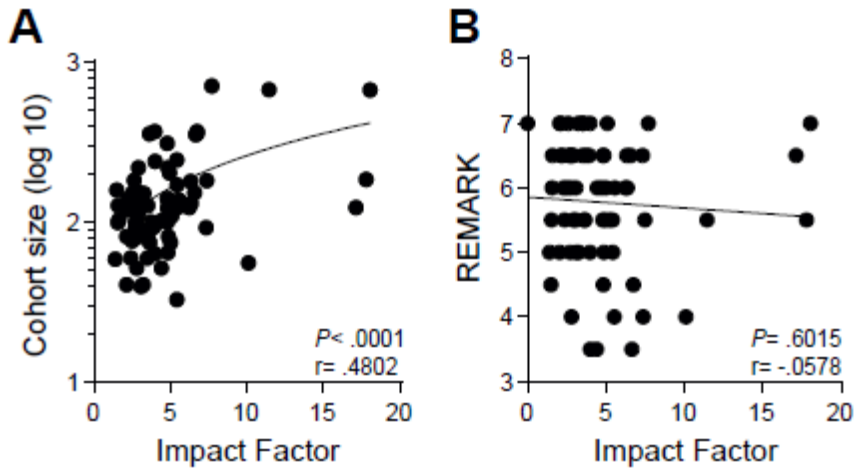 A
Cohort size (log 10)
3
2
1
P< .0001
r= .4802
0 5 10 15 20
Impact Factor
B
REMARK
8
7
6
5
4
3
P= .6015
r= -.0578
0 5 10 15 20
Impact Factor